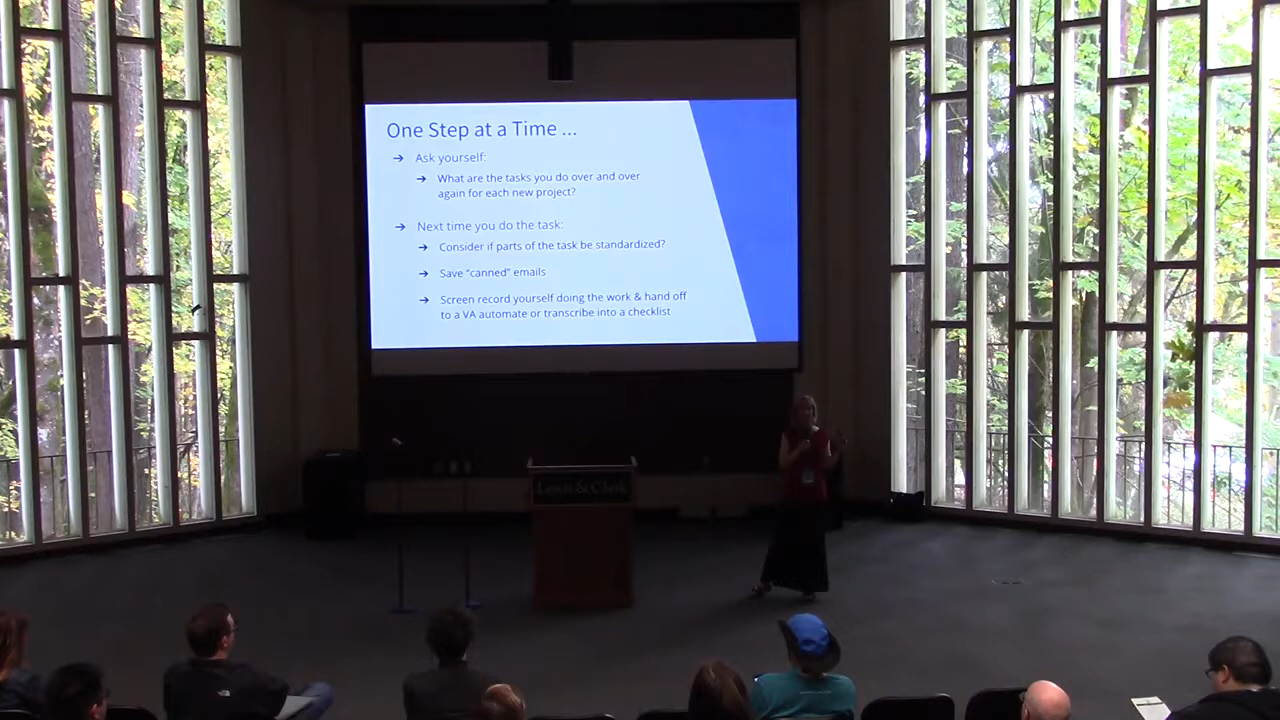 One Step at a Time ...
➔ Ask yourself:
➔ What are the tasks you do over and over
again for each new project?
➔ Next time you do the task:
➔ Consider if parts of the task be standardized?
➔ Save "canned" emails
➔ Screen record yourself doing the work & hand off
to a VA automate or transcribe into a checklist
Lewis & Clark